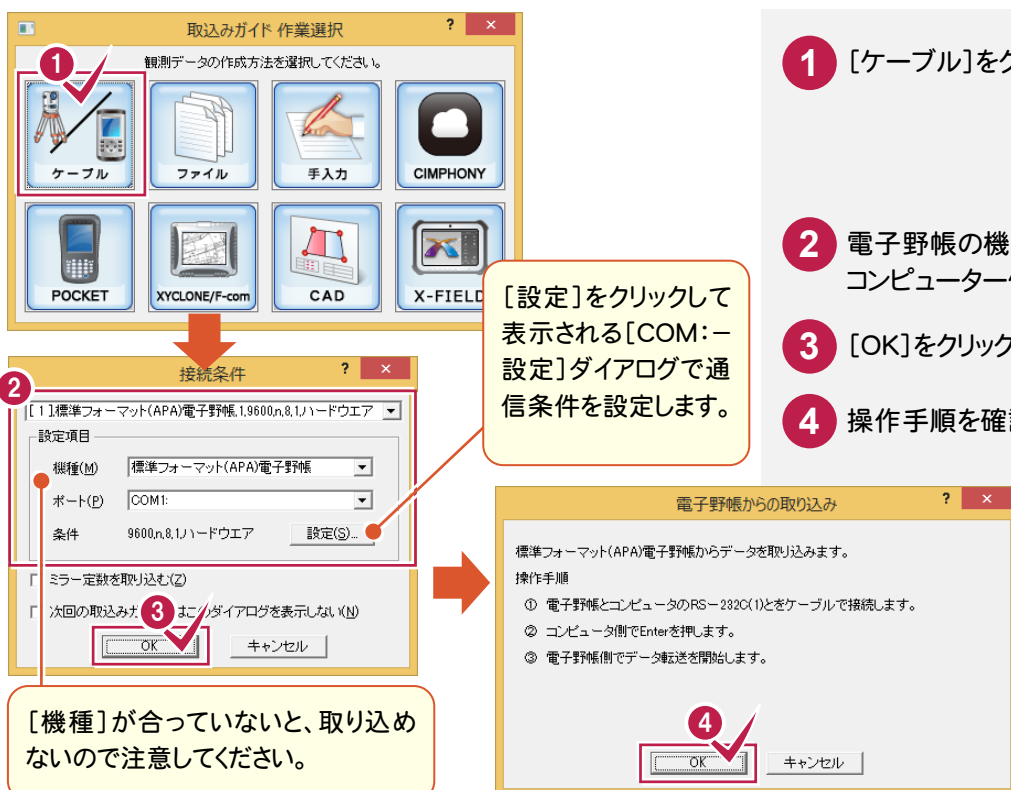 取込みガイド 作業選択
? ×
観測データの作成方法を選択してください。
1
ケーブル
ファイル
手入力
CIMPHONY
POCKET
XYCLONE/F-com
CAD
X-FIELD
[設定]をクリックして
表示される[COM:－
設定]ダイアログで通
信条件を設定します。
接続条件
? ×
2
[ 1 ]標準フォーマット(APA)電子野帳,1,9600,n,8,1,ハードウエア
設定項目
機種(M)
標準フォーマット(APA)電子野帳
ポート(P)
COM1:
条件
9600,n,8,1,ハードウエア
設定(S)...
ミラー定数を取り込む(Z)
次回の取込みガ
はこのダイアログを表示しない(N)
3
OK
キャンセル
[機種]が合っていないと、取り込め
ないので注意してください。
電子野帳からの取り込み
? ×
標準フォーマット(APA)電子野帳からデータを取り込みます。
操作手順
① 電子野帳とコンピュータのRS－232C(1)とをケーブルで接続します。
② コンピュータ側でEnterを押します。
③ 電子野帳側でデータ転送を開始します。
4
OK
キャンセル
1 [ケーブル]をク
2 電子野帳の機
コンピューター
3 [OK]をクリック
4 操作手順を確